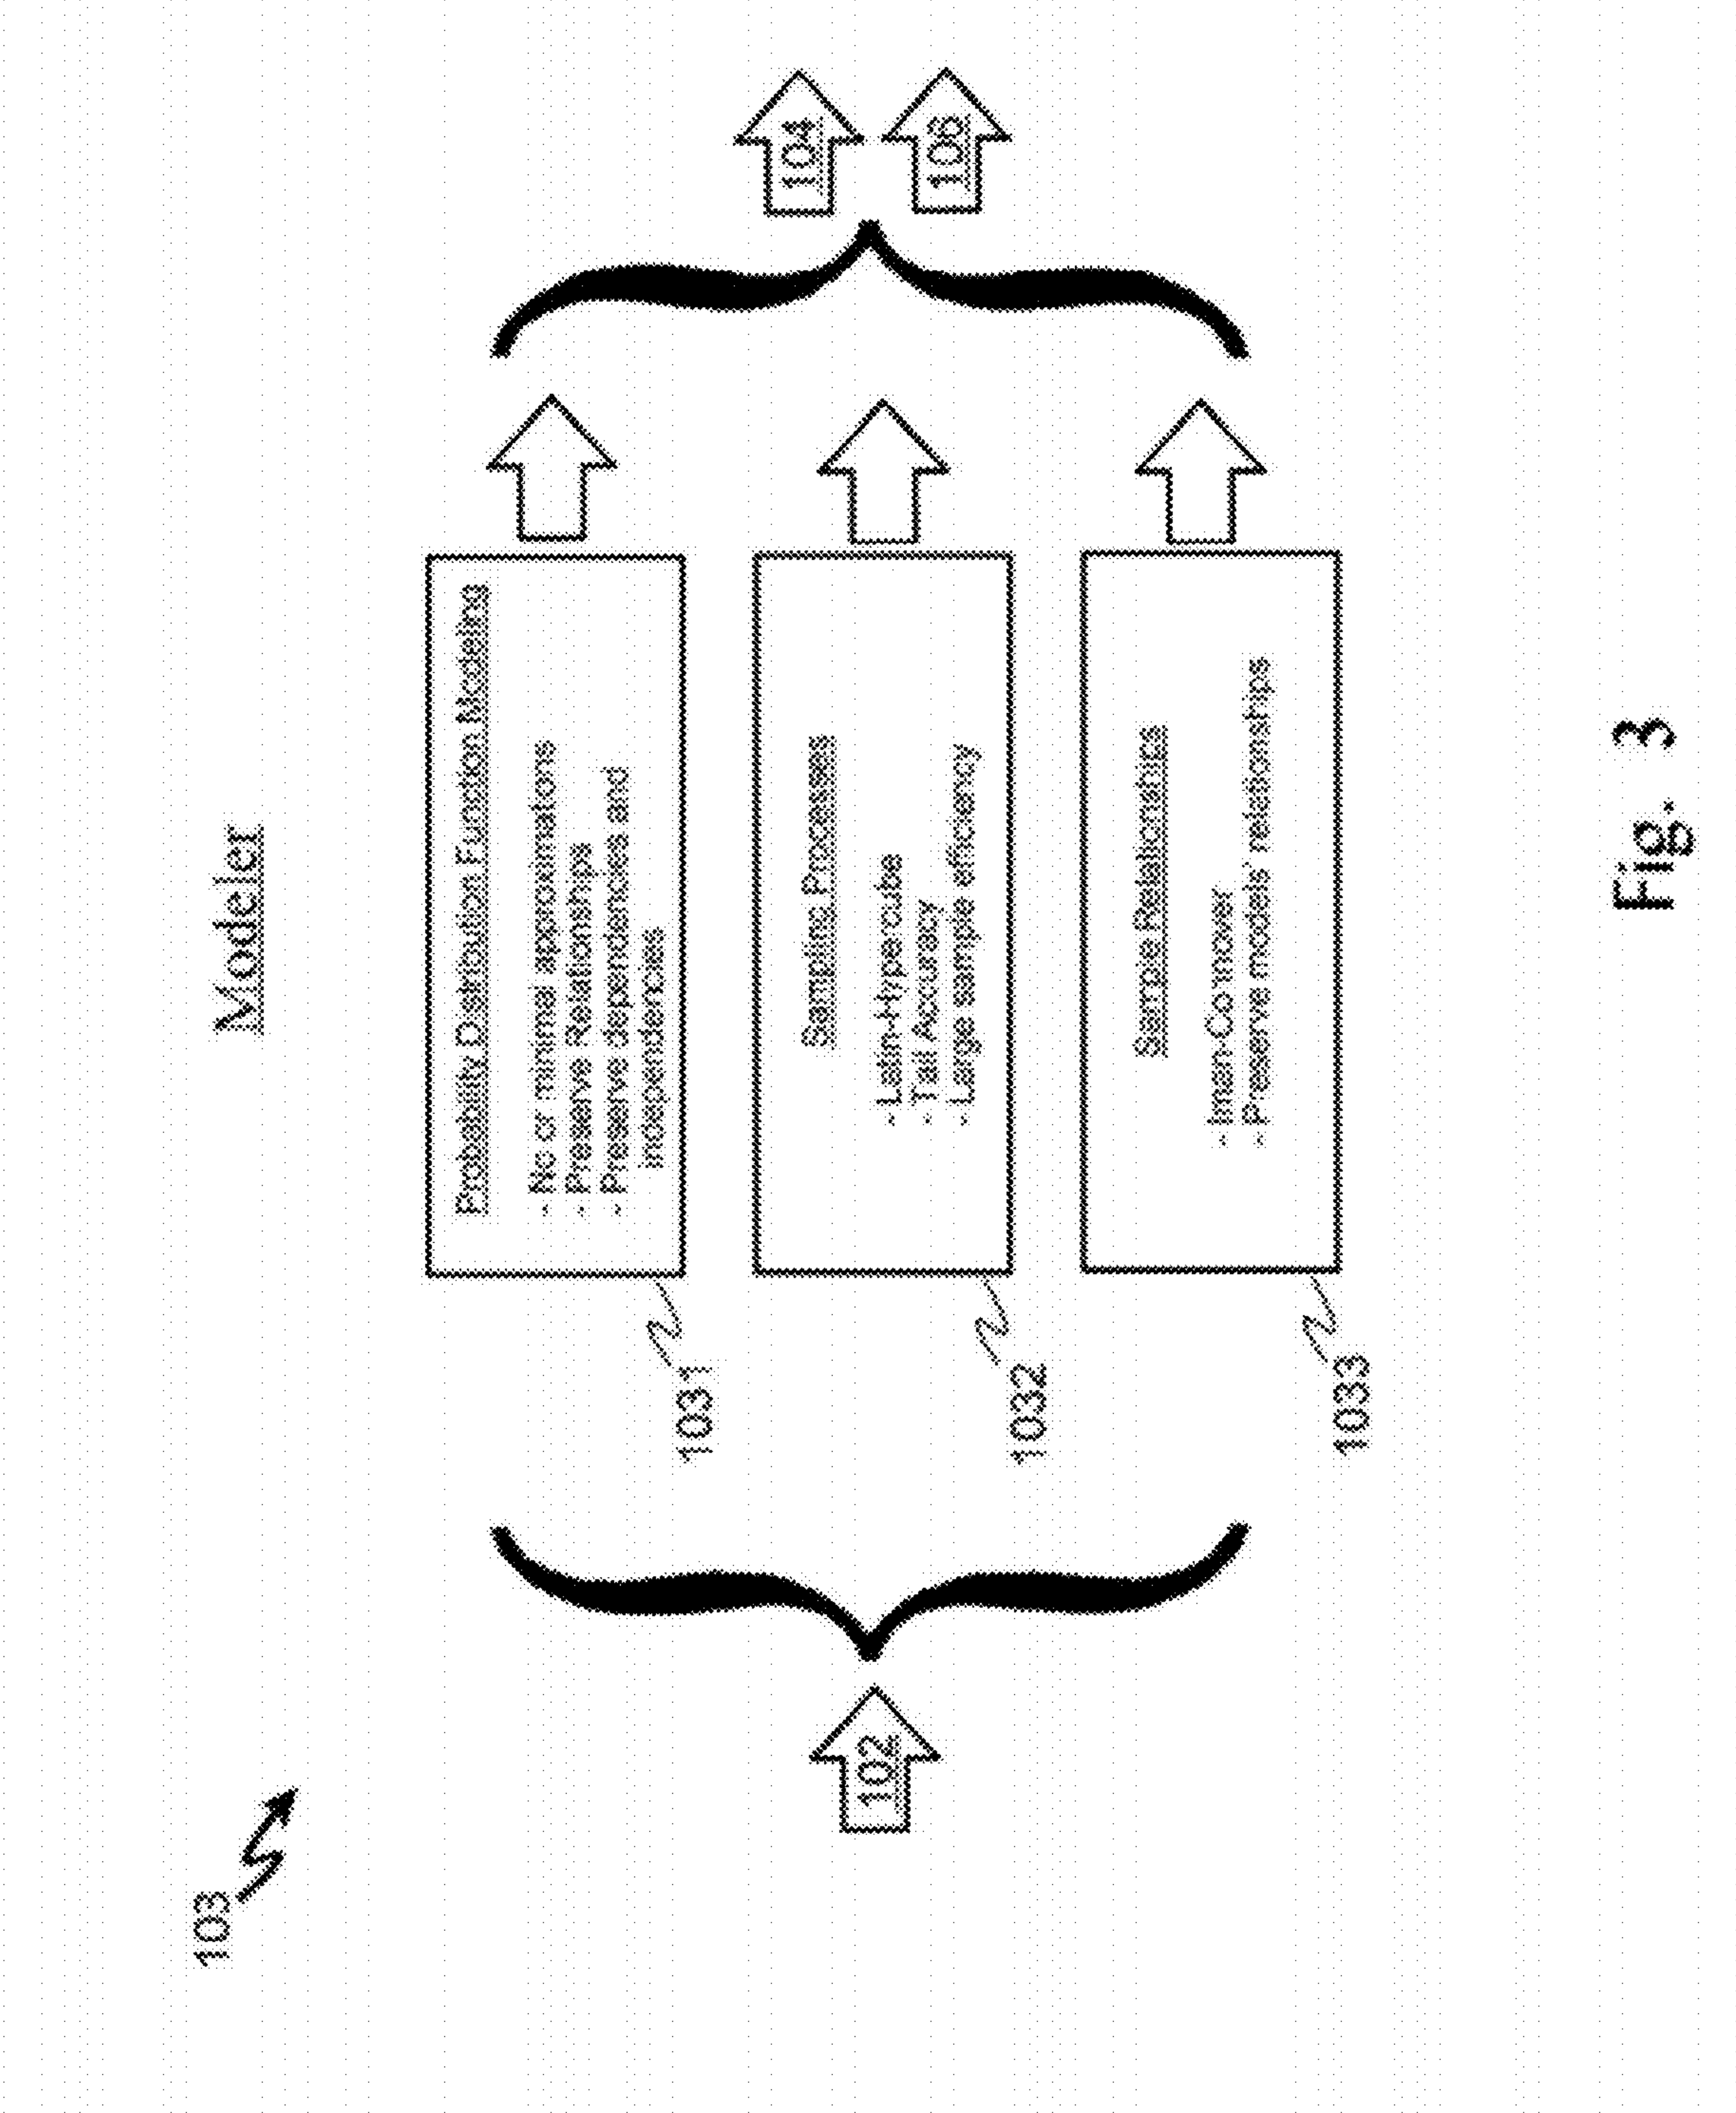 103
Modeler
Probability Distribution Function Modeling
- No or minimal approximations
- Preserve Relationships
- Preserve dependencies and
independencies
1031
Sampling Processes
- Latin-Hypercube
- Tail Accuracy
- Large sample efficiency
1032
Sample Relationships
- Iman-Conover
- Preserve models' relationships
1033
102
104
106
Fig. 3